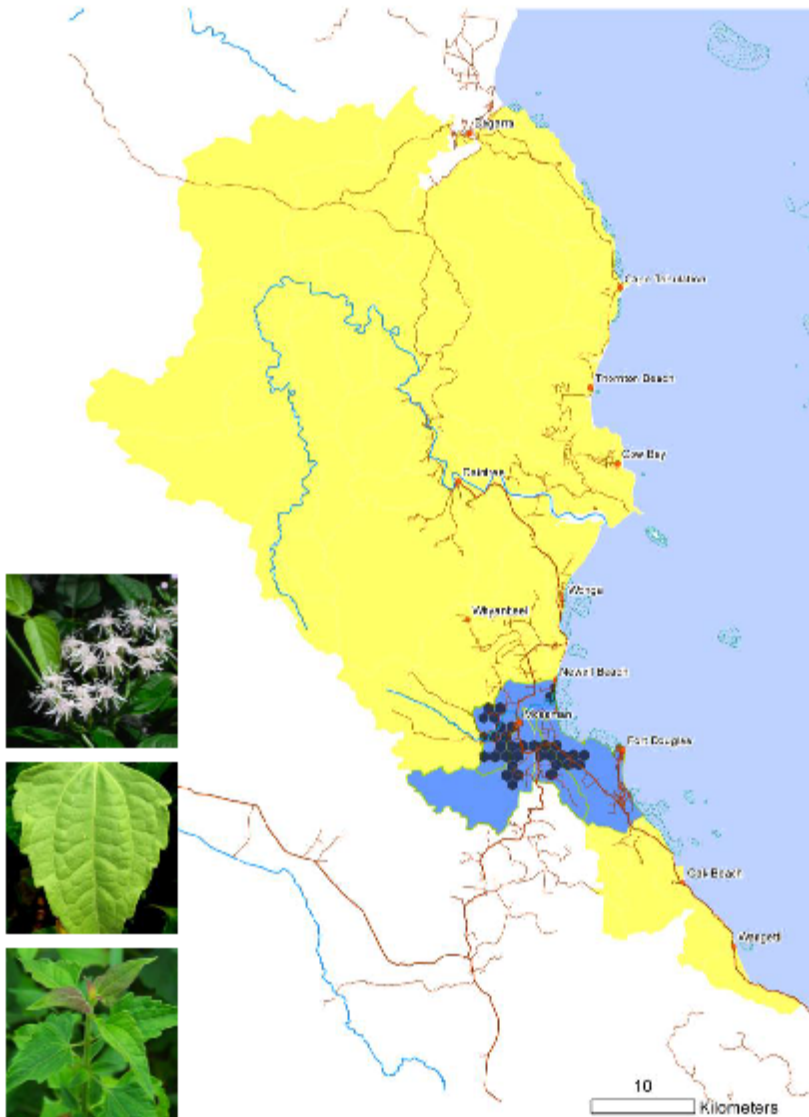 Degarra
Cape Tribulation
Thornton Beach
Cow Bay
Daintree
Wonga
Whyanbeel
Newell Beach
Mossman
Port Douglas
Oak Beach
Wangetti
10
Kilometers